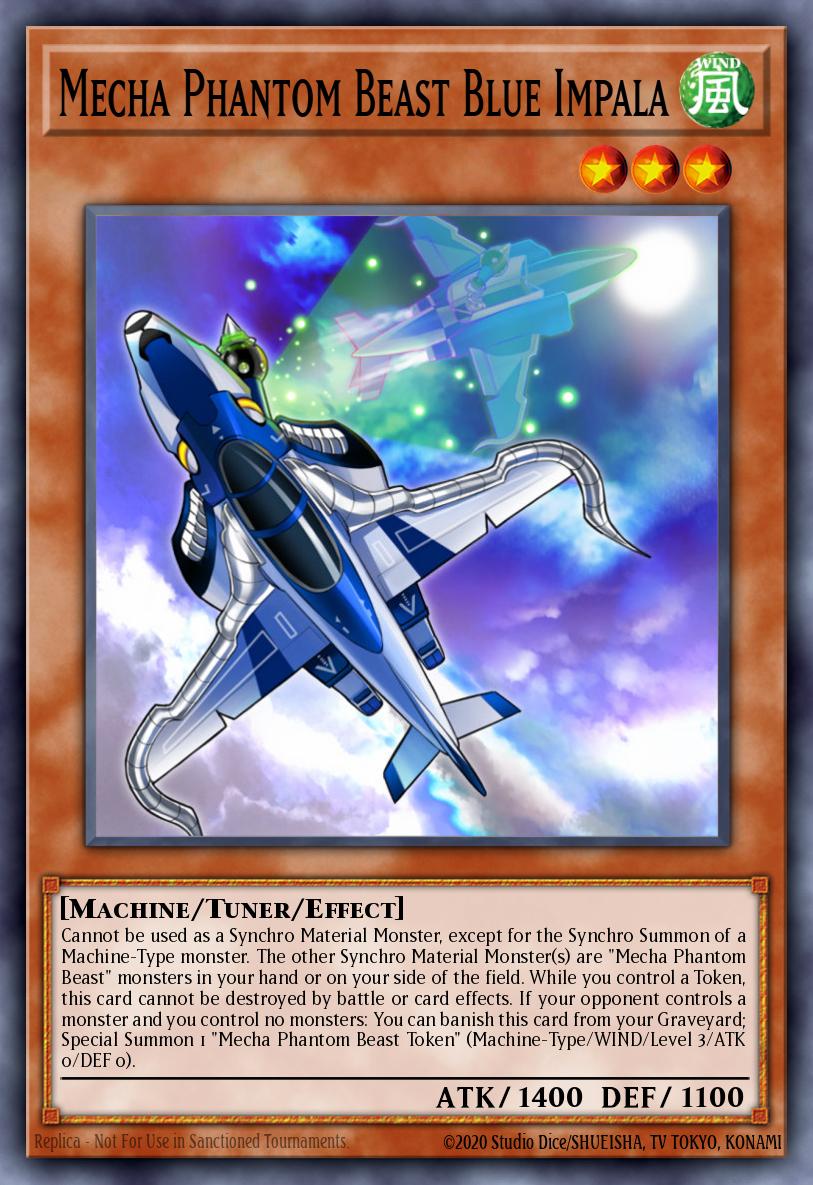 Mecha Phantom Beast Blue Impala
WIND
風
[Machine/Tuner/Effect]
Cannot be used as a Synchro Material Monster, except for the Synchro Summon of a
Machine-Type monster. The other Synchro Material Monster(s) are "Mecha Phantom
Beast" monsters in your hand or on your side of the field. While you control a Token,
this card cannot be destroyed by battle or card effects. If your opponent controls a
monster and you control no monsters: You can banish this card from your Graveyard;
Special Summon 1 "Mecha Phantom Beast Token" (Machine-Type/WIND/Level 3/ATK
0/DEF 0).
ATK/ 1400 DEF/ 1100
Replica - Not For Use in Sanctioned Tournaments.
©2020 Studio Dice/SHUEISHA, TV TOKYO, KONAMI